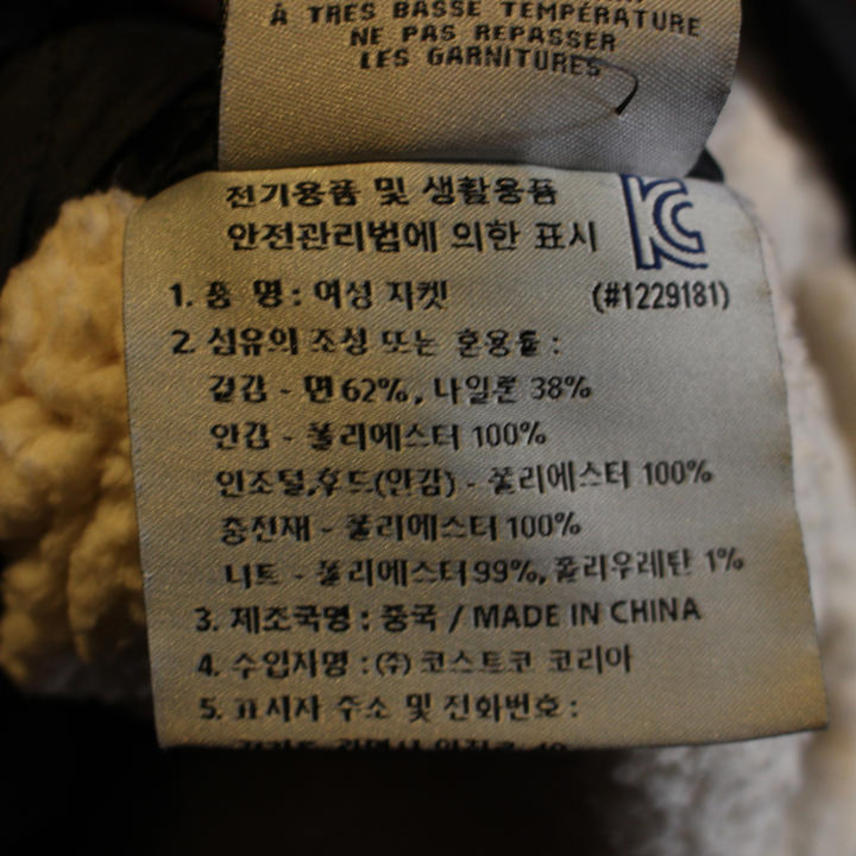 À TRES BASSE TEMPÉRATURE
NE PAS REPASSER
LES GARNITURES
전기용품 및 생활용품
안전관리법에 의한 표시
1. 품 명 : 여성 자켓 (#1229181)
2. 섬유의 조성 또는 혼용률 :
겉감 - 면 62%, 나일론 38%
안감 - 폴리에스터 100%
인조털,후드(안감) - 폴리에스터 100%
충전재 - 폴리에스터 100%
니트 - 폴리에스터 99%, 폴리우레탄 1%
3. 제조국명 : 중국 / MADE IN CHINA
4. 수입자명 : (주) 코스트코 코리아
5. 표시자 주소 및 전화번호 :